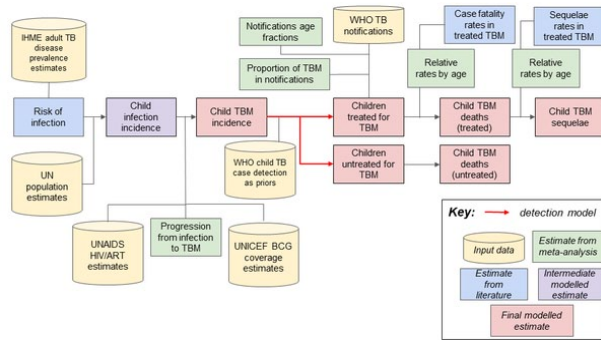 IHME adult TB
disease
prevalence
estimates
Notifications age
fractions
WHO TB
notifications
Case fatality
rates in
treated TBM
Sequelae
rates in
treated TBM
Proportion of TBM
in notifications
Relative
rates by age
Relative
rates by age
Risk of
infection
Child
infection
incidence
Child TBM
incidence
Children
treated for
TBM
Child TBM
deaths
(treated)
Child TBM
sequelae
UN
population
estimates
WHO child TB
case detection
as priors
Children
untreated for
TBM
Child TBM
deaths
(untreated)
UNAIDS
HIV/ART
estimates
Progression
from infection
to TBM
UNICEF BCG
coverage
estimates
Key:
detection model
Input data
Estimate from
meta-analysis
Estimate
from
literature
Intermediate
modelled
estimate
Final modelled
estimate